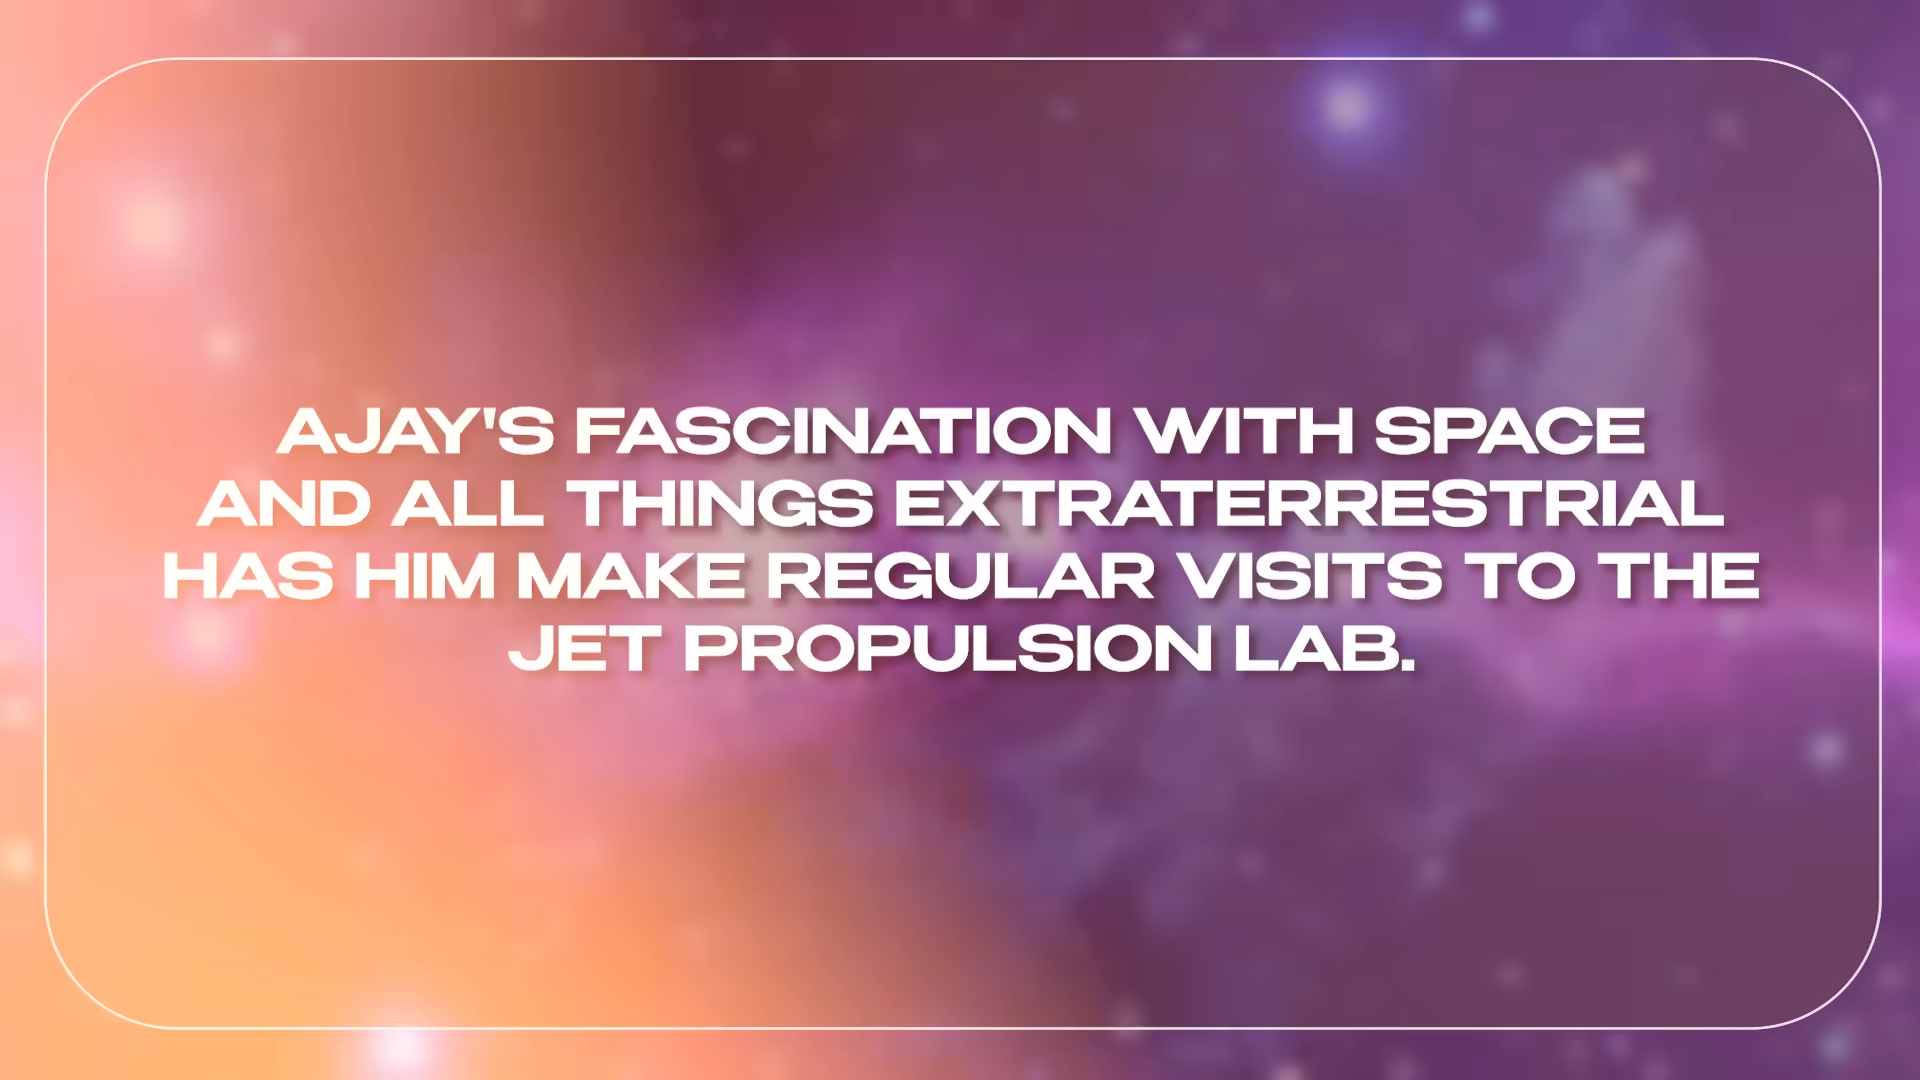 AJAY'S FASCINATION WITH SPACE
AND ALL THINGS EXTRATERRESTRIAL
HAS HIM MAKE REGULAR VISITS TO THE
JET PROPULSION LAB.